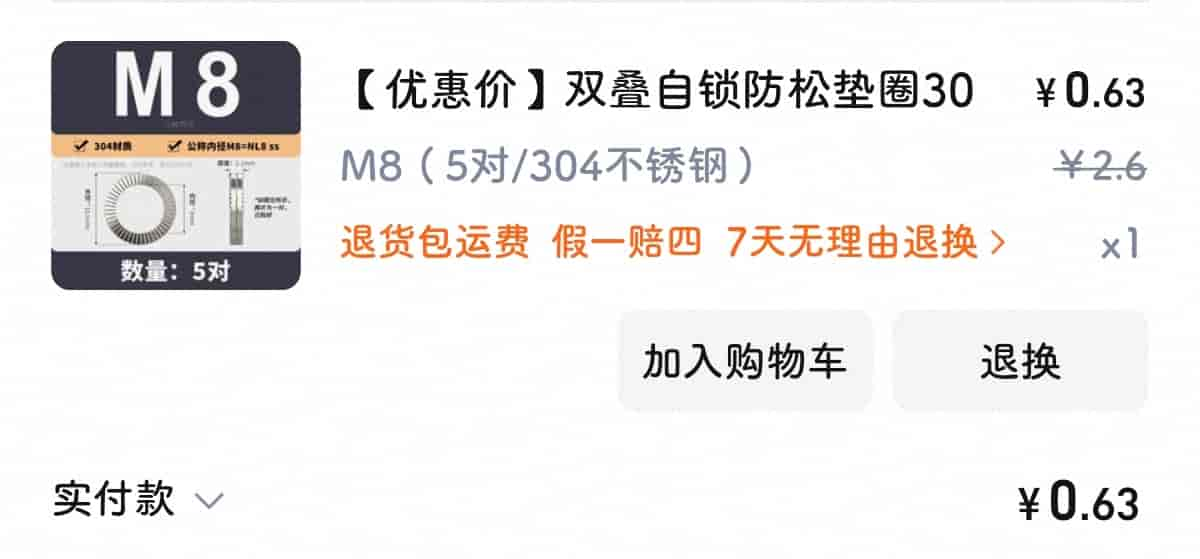 M 8
304材质
公称内径M8=NL8 ss
数量：5对
【优惠价】双叠自锁防松垫圈30
¥0.63
M8（5对/304不锈钢）
¥2.6
退货包运费 假一赔四 7天无理由退换>
x1
加入购物车
退换
实付款
¥0.63